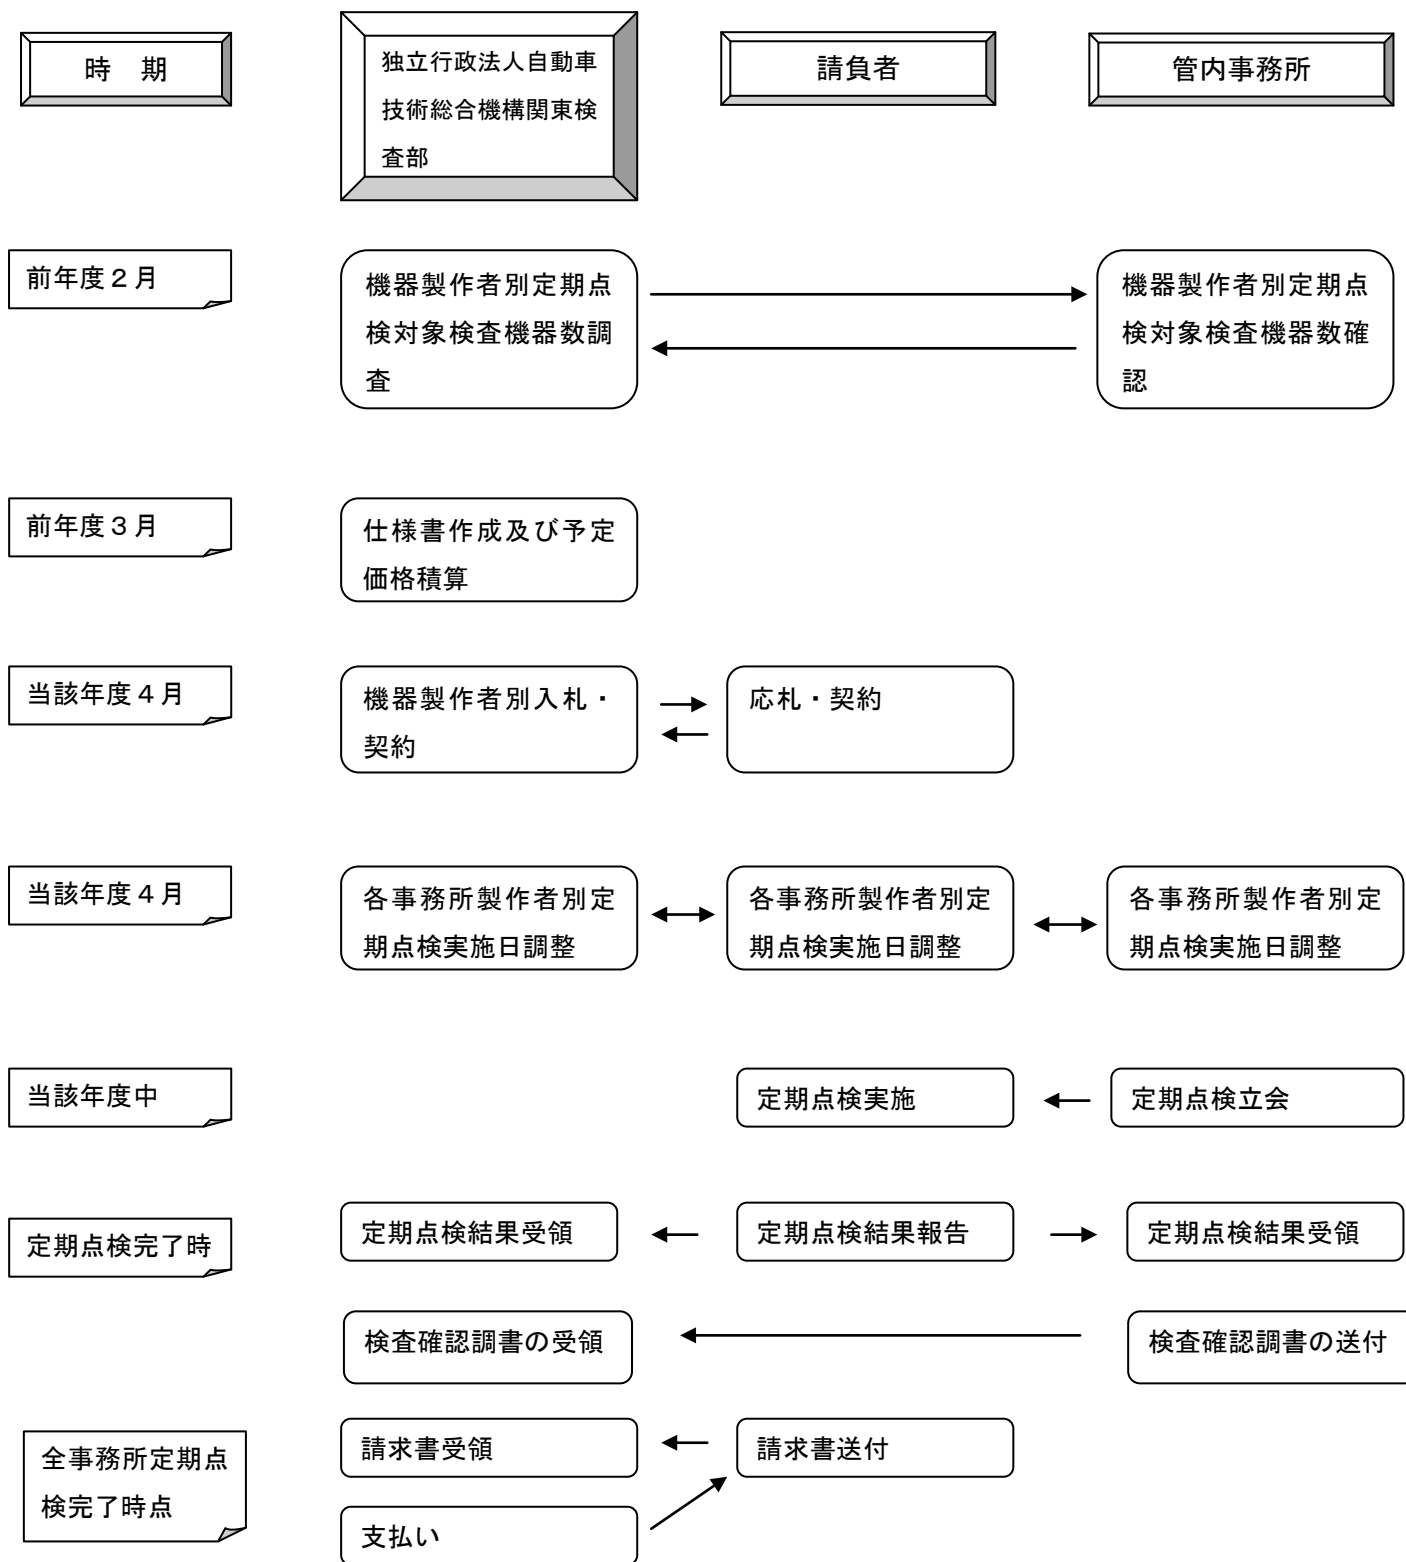 時　期
独立行政法人自動車
技術総合機構関東検
査部
請負者
管内事務所
前年度２月
機器製作者別定期点
検対象検査機器数調
査
機器製作者別定期点
検対象検査機器数確
認
前年度３月
仕様書作成及び予定
価格積算
当該年度４月
機器製作者別入札・
契約
応札・契約
当該年度４月
各事務所製作者別定
期点検実施日調整
各事務所製作者別定
期点検実施日調整
各事務所製作者別定
期点検実施日調整
当該年度中
定期点検実施
定期点検立会
定期点検完了時
定期点検結果受領
定期点検結果報告
定期点検結果受領
検査確認調書の受領
検査確認調書の送付
全事務所定期点
検完了時点
請求書受領
請求書送付
支払い